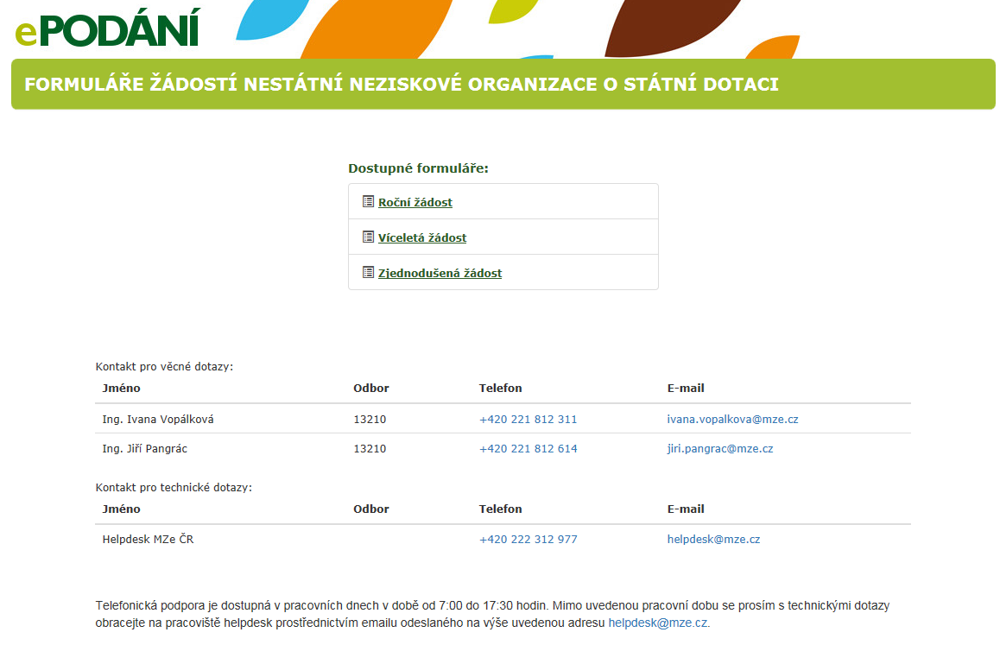 ePODÁNÍ
FORMULÁŘE ŽÁDOSTÍ NESTÁTNÍ NEZISKOVÉ ORGANIZACE O STÁTNÍ DOTACI
Dostupné formuláře:
Roční žádost
Víceletá žádost
Zjednodušená žádost
Kontakt pro věcné dotazy:
Jméno Odbor Telefon E-mail
Ing. Ivana Vopálková 13210 +420 221 812 311 ivana.vopalkova@mze.cz
Ing. Jiří Pangrác 13210 +420 221 812 614 jiri.pangrac@mze.cz
Kontakt pro technické dotazy:
Jméno Odbor Telefon E-mail
Helpdesk MZe ČR +420 222 312 977 helpdesk@mze.cz
Telefonická podpora je dostupná v pracovních dnech v době od 7:00 do 17:30 hodin. Mimo uvedenou pracovní dobu se prosím s technickými dotazy
obracejte na pracoviště helpdesk prostřednictvím emailu odeslaného na výše uvedenou adresu helpdesk@mze.cz.